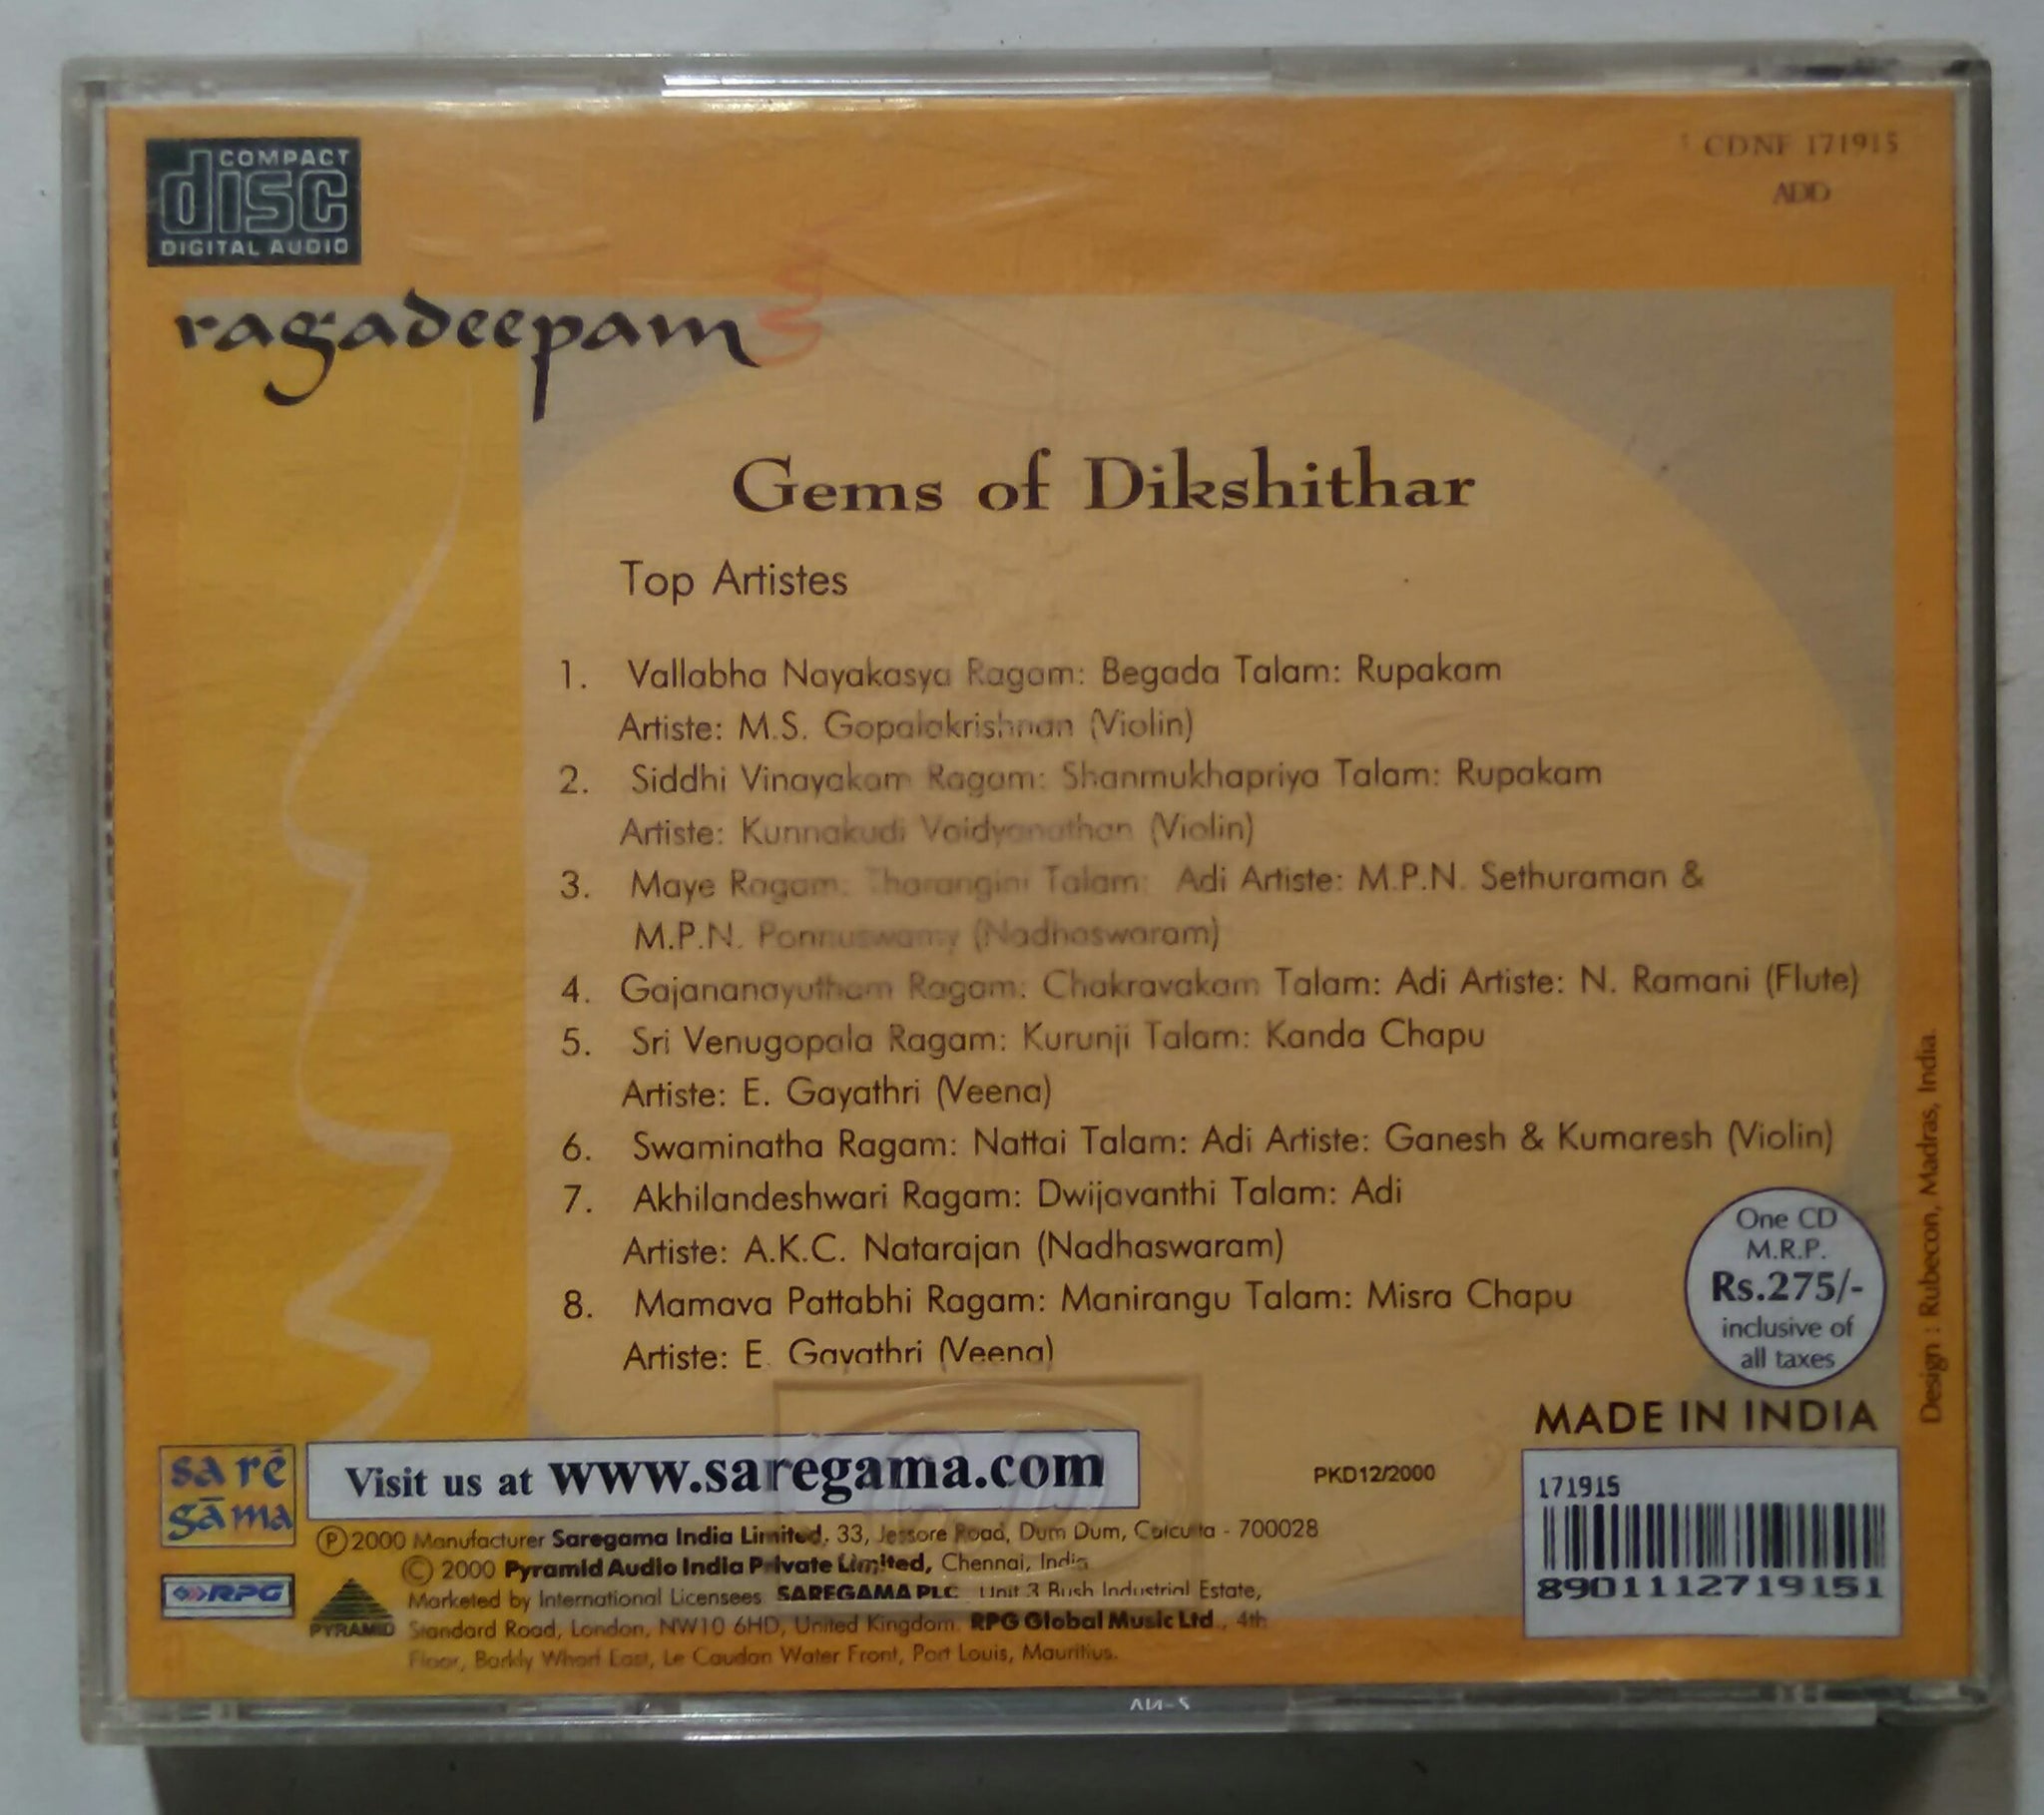 COMPACT
disc
DIGITAL AUDIO
CDNF 171915
ADD
ragadeepam
Gems of Dikshithar
Top Artistes
1. Vallabha Nayakasya Ragam: Begada Talam: Rupakam
Artiste: M.S. Gopalakrishnan (Violin)
2. Siddhi Vinayakam Ragam: Shanmukhapriya Talam: Rupakam
Artiste: Kunnakudi Vaidyanathan (Violin)
3. Maye Ragam: Tharangini Talam: Adi Artiste: M.P.N. Sethuraman &
M.P.N. Ponnuswamy (Nadhaswaram)
4. Gajananayutham Ragam: Chakravakam Talam: Adi Artiste: N. Ramani (Flute)
5. Sri Venugopala Ragam: Kurunji Talam: Kanda Chapu
Artiste: E. Gayathri (Veena)
6. Swaminatha Ragam: Nattai Talam: Adi Artiste: Ganesh & Kumaresh (Violin)
7. Akhilandeshwari Ragam: Dwijavanthi Talam: Adi
Artiste: A.K.C. Natarajan (Nadhaswaram)
8. Mamava Pattabhi Ragam: Manirangu Talam: Misra Chapu
Artiste: E. Gayathri (Veena)
One CD
M.R.P.
Rs.275/-
inclusive of
all taxes
Design : Rubecon, Madras, India.
MADE IN INDIA
171915
8901112719151
sa ré
gāma
Visit us at www.saregama.com
PKD12/2000
Ⓟ2000 Manufacturer Saregama India Limited, 33, Jessore Road, Dum Dum, Calcutta - 700028
© 2000 Pyramid Audio India Private Limited, Chennai, India
Marketed by International Licensees SAREGAMA PLC Unit 3 Bush Industrial Estate,
Standard Road, London, NW10 6HD, United Kingdom. RPG Global Music Ltd., 4th
Floor, Barkly Wharf East, Le Caudan Water Front, Port Louis, Mauritius.
RPG
PYRAMID